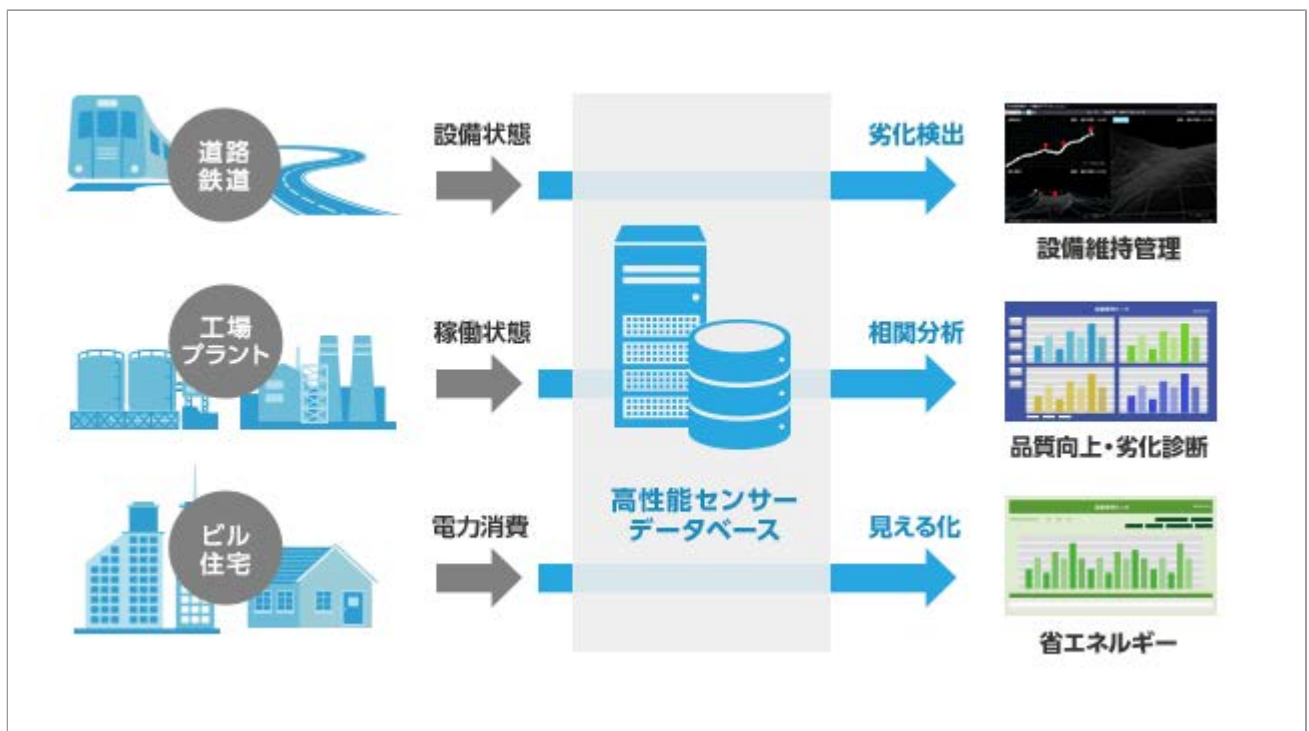 道路
鉄道
設備状態
劣化検出
設備維持管理
工場
プラント
稼働状態
相関分析
品質向上・劣化診断
高性能センサー
データベース
ビル
住宅
電力消費
見える化
省エネルギー